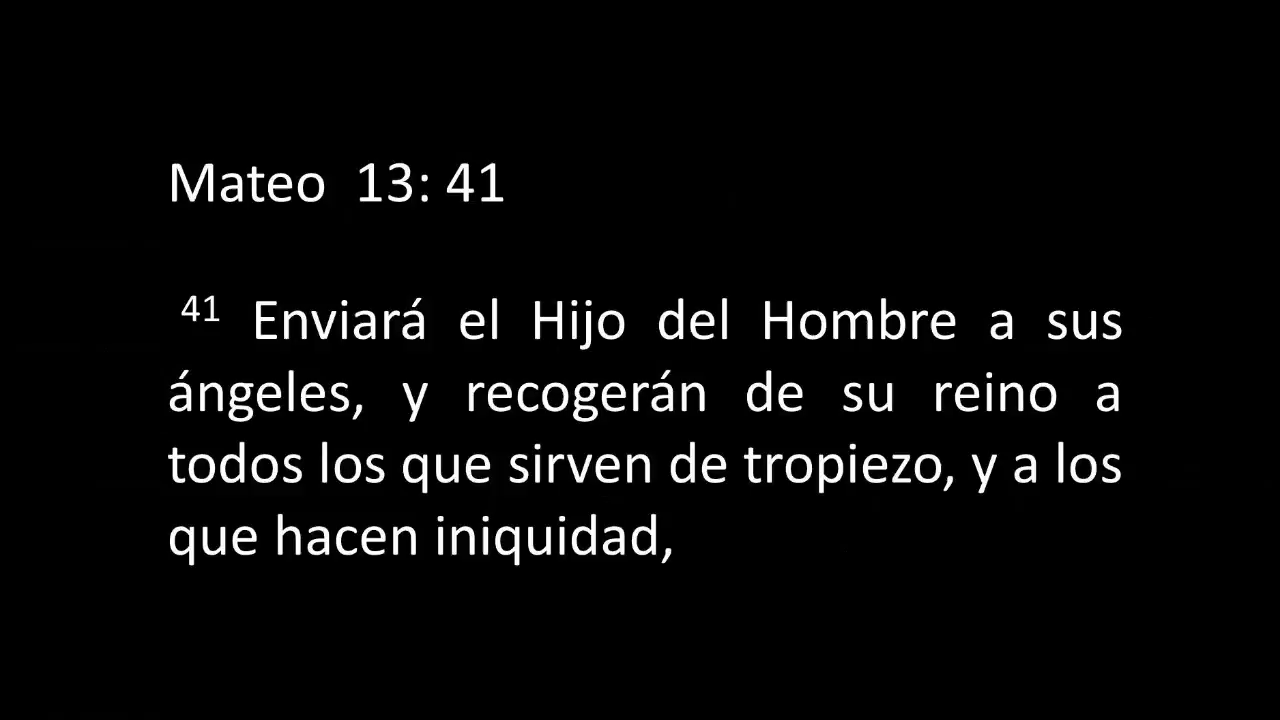 Mateo 13: 41
41 Enviará el Hijo del Hombre a sus
ángeles, y recogerán de su reino a
todos los que sirven de tropiezo, y a los
que hacen iniquidad,